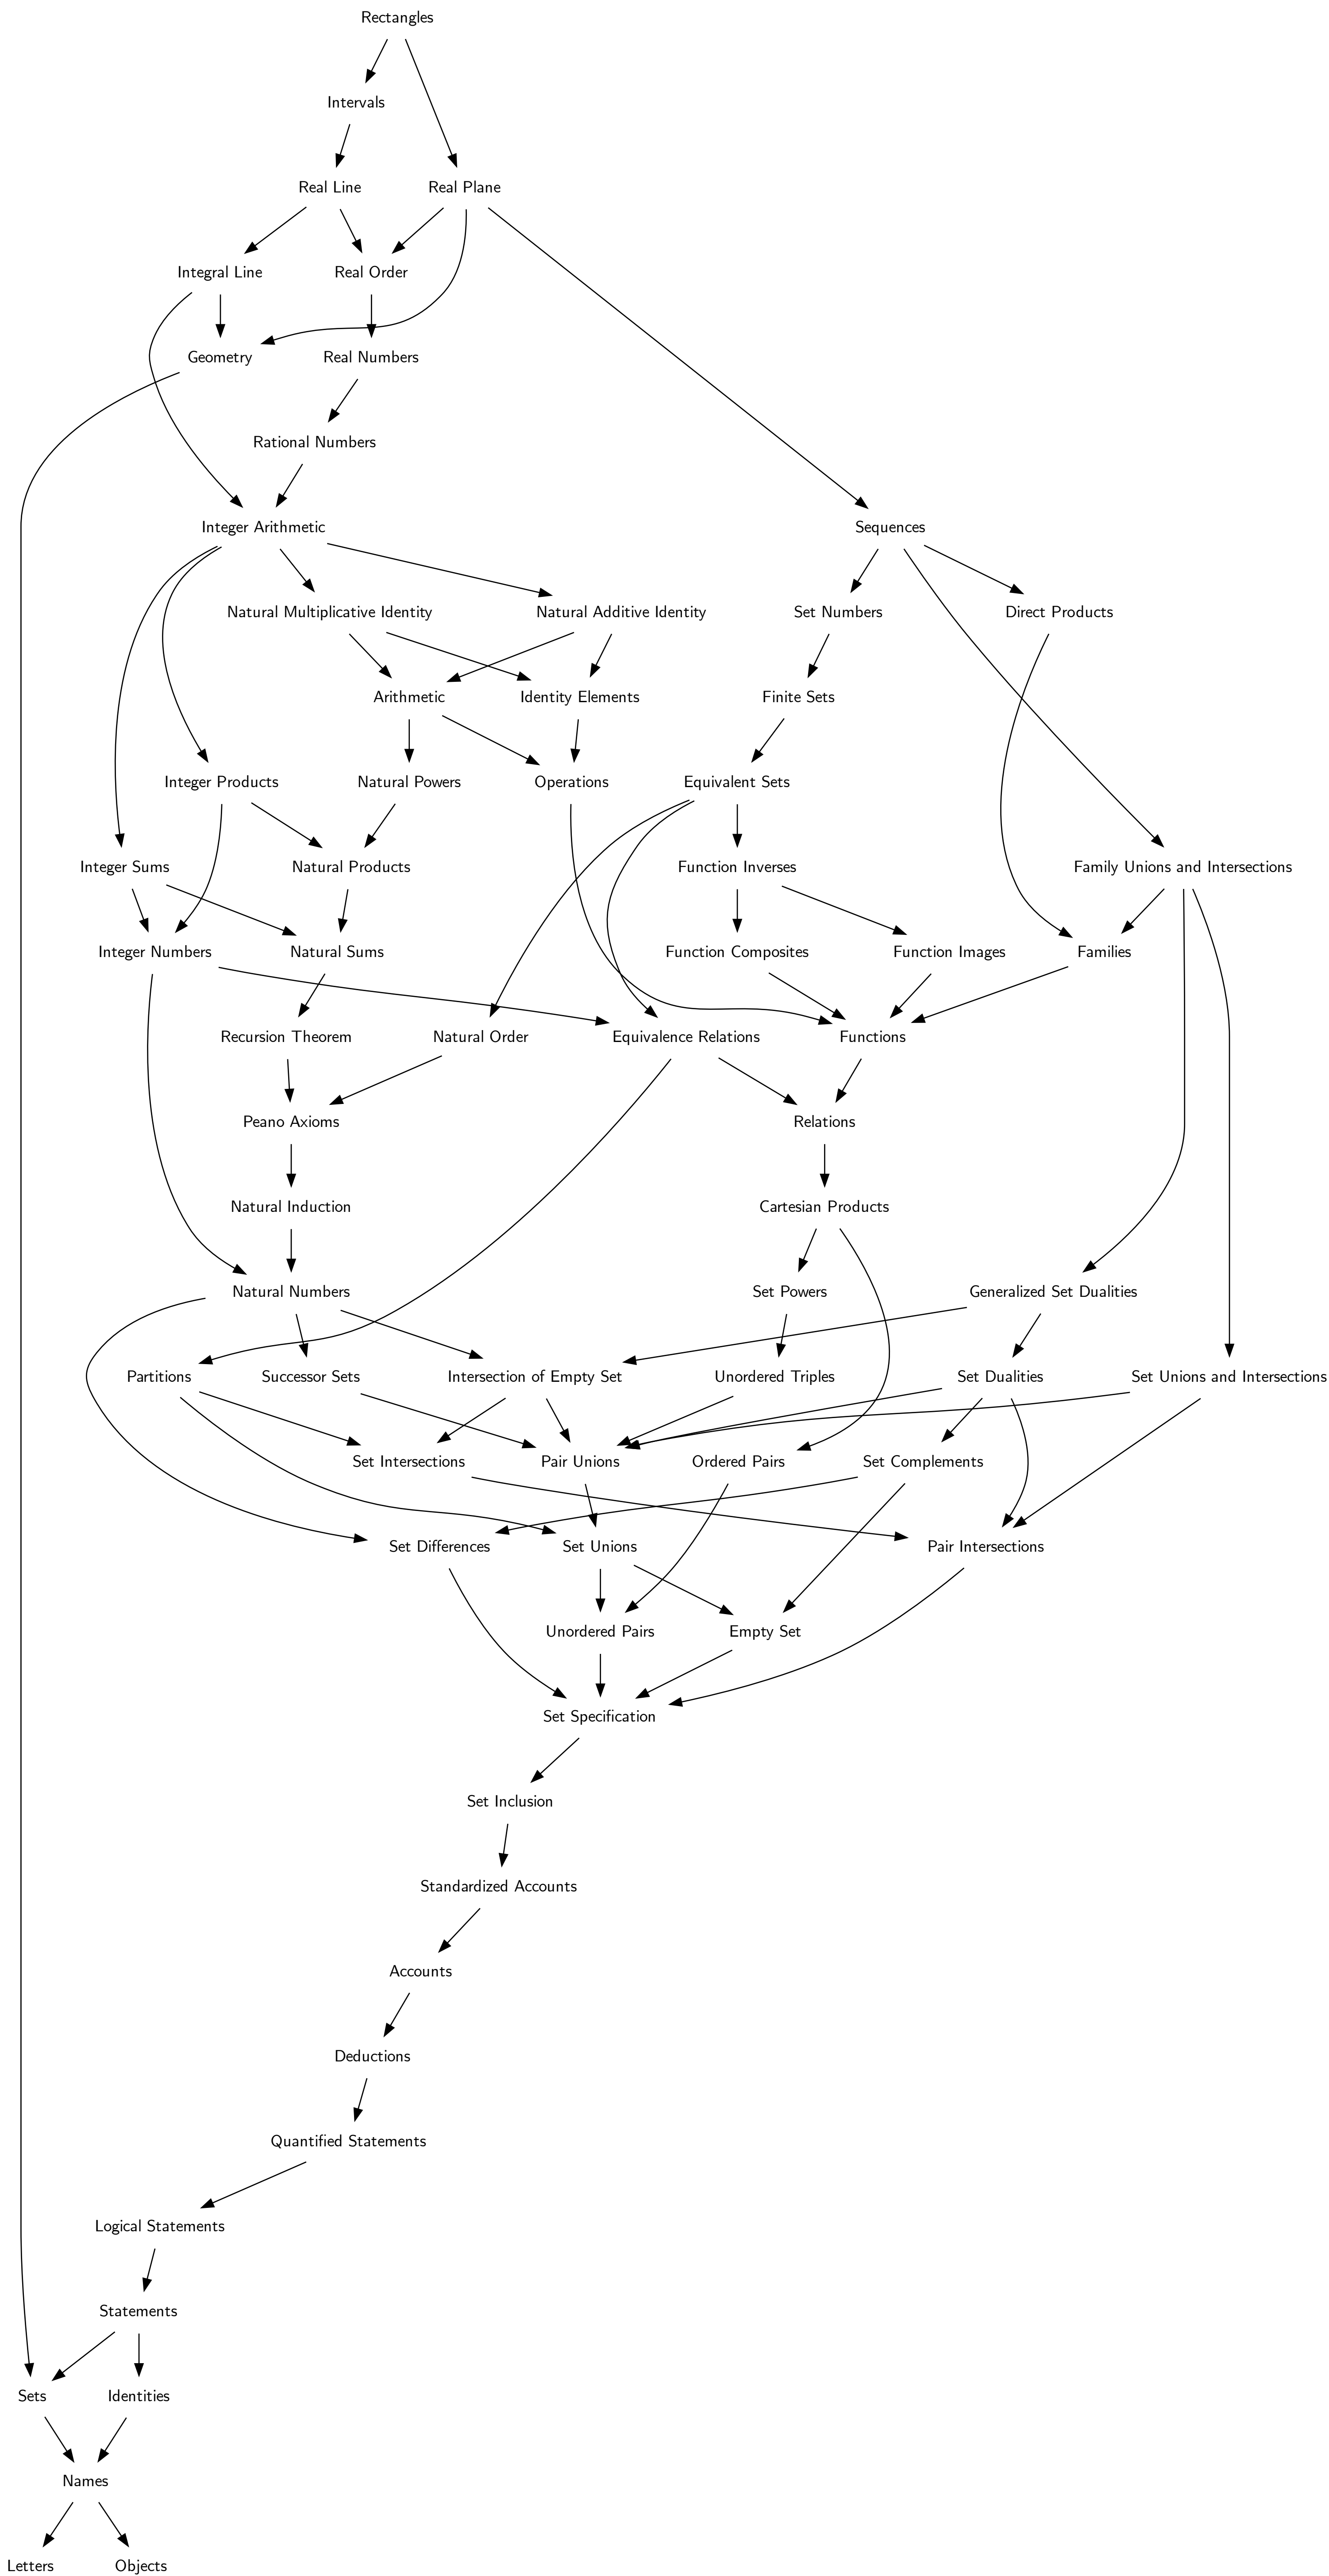 Rectangles
Intervals
Real Line
Real Plane
Integral Line
Real Order
Geometry
Real Numbers
Rational Numbers
Integer Arithmetic
Sequences
Natural Multiplicative Identity
Natural Additive Identity
Set Numbers
Direct Products
Arithmetic
Identity Elements
Finite Sets
Integer Products
Natural Powers
Operations
Equivalent Sets
Integer Sums
Natural Products
Function Inverses
Family Unions and Intersections
Integer Numbers
Natural Sums
Function Composites
Function Images
Families
Recursion Theorem
Natural Order
Equivalence Relations
Functions
Peano Axioms
Relations
Natural Induction
Cartesian Products
Natural Numbers
Set Powers
Generalized Set Dualities
Partitions
Successor Sets
Intersection of Empty Set
Unordered Triples
Set Dualities
Set Unions and Intersections
Set Intersections
Pair Unions
Ordered Pairs
Set Complements
Set Differences
Set Unions
Pair Intersections
Unordered Pairs
Empty Set
Set Specification
Set Inclusion
Standardized Accounts
Accounts
Deductions
Quantified Statements
Logical Statements
Statements
Sets
Identities
Names
Letters
Objects